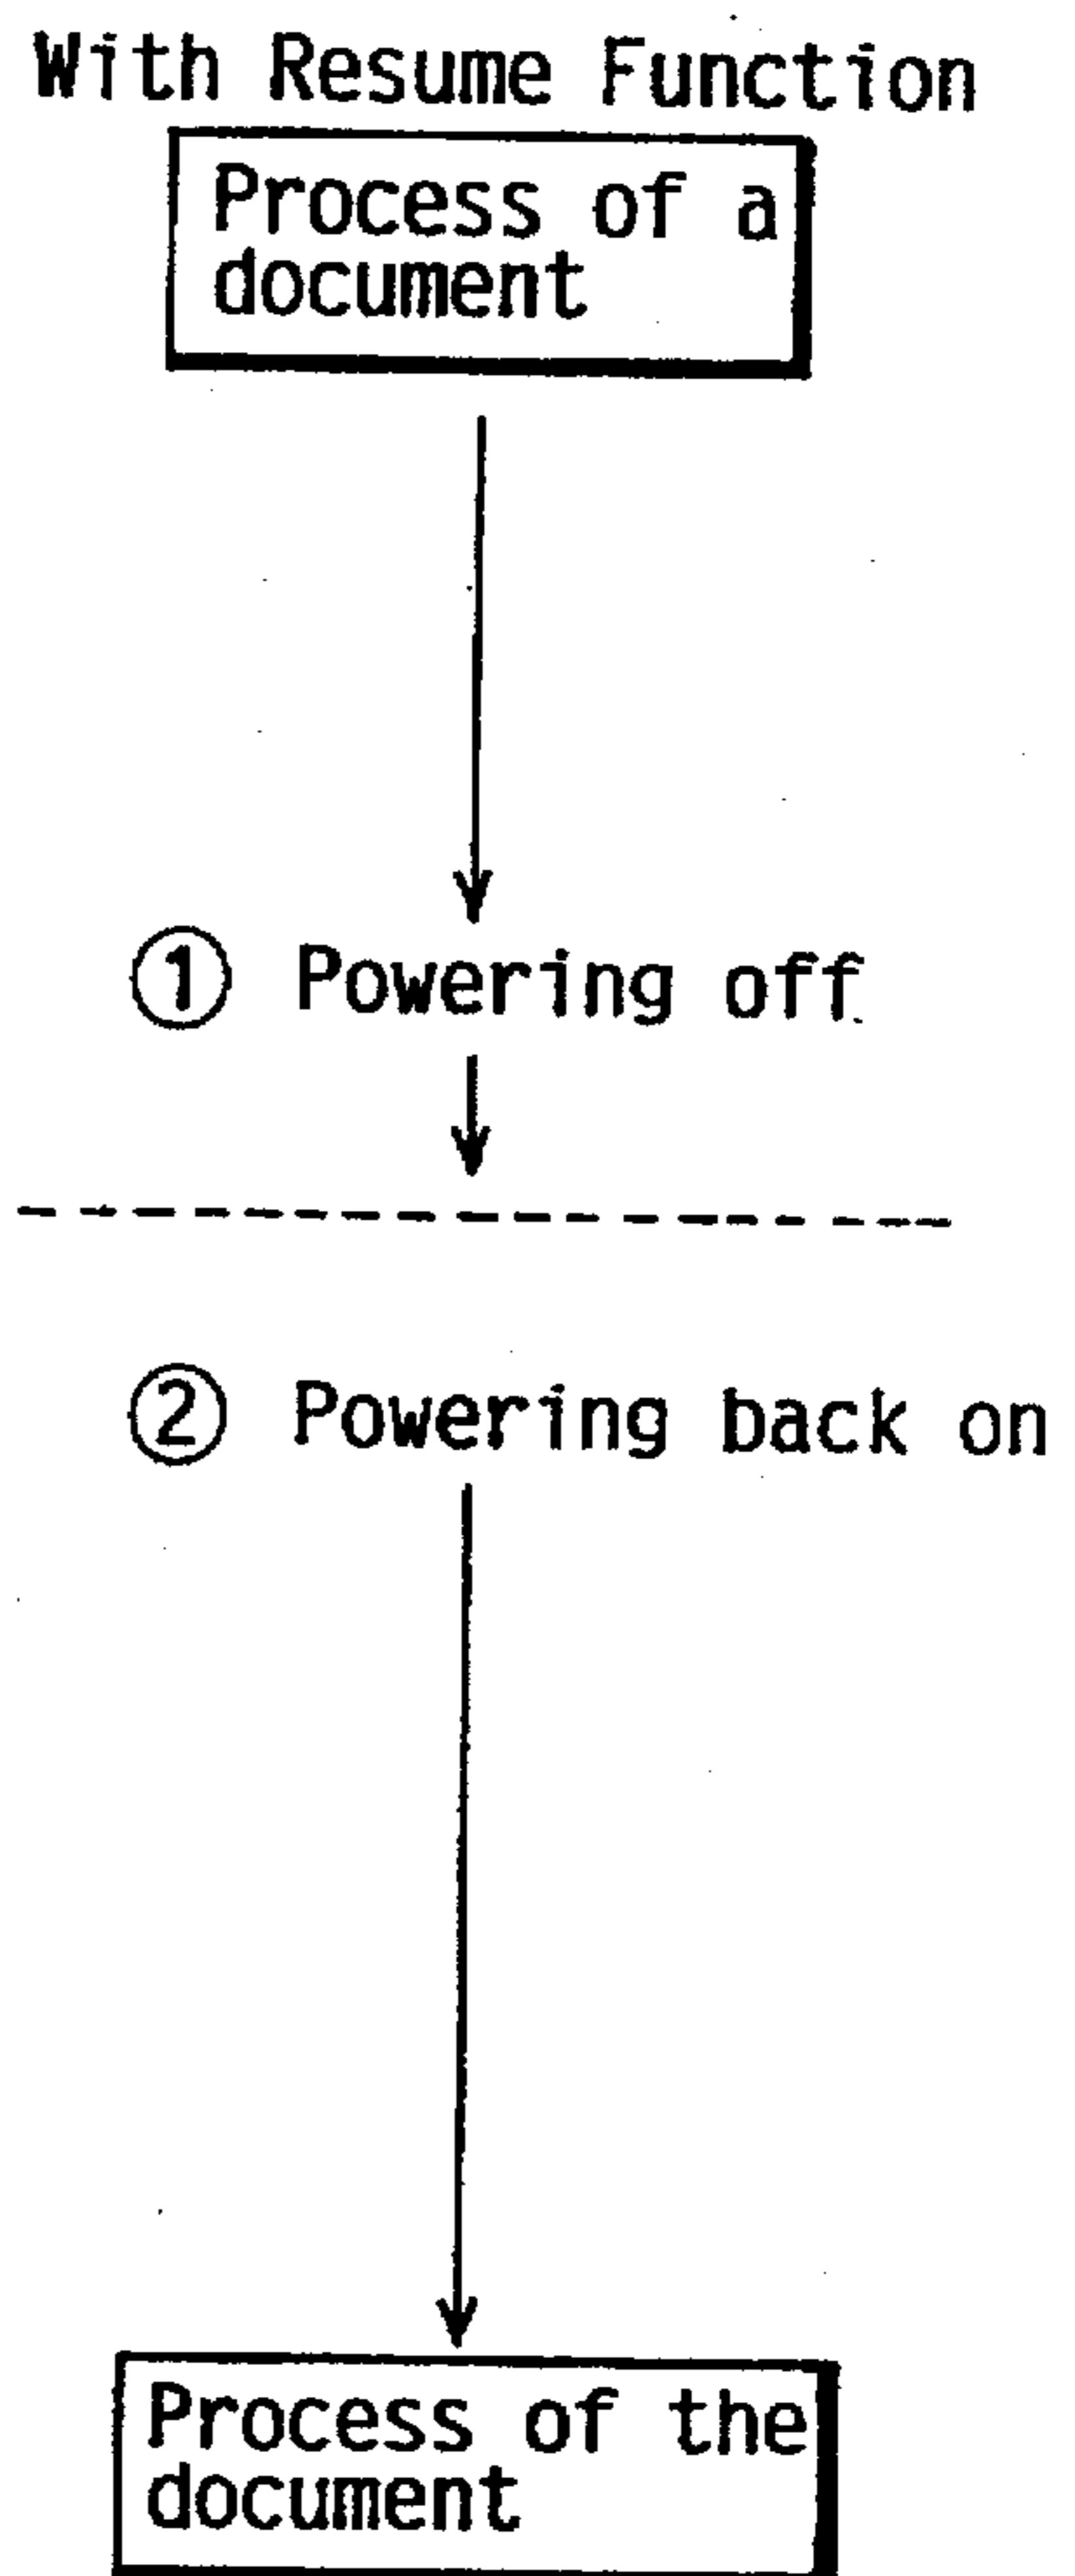 With Resume Function
Process of a
document
① Powering off
② Powering back on
Process of the
document